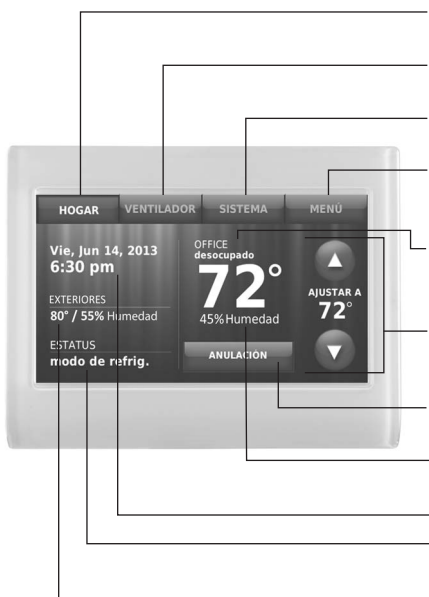 HOGAR VENTILADOR SISTEMA MENÚ
Vie, Jun 14, 2013
6:30 pm
EXTERIORES
80° / 55% Humedad
ESTATUS
modo de refrig.
OFFICE
desocupado
72°
45% Humedad
ANULACIÓN
AJUSTAR A
72°